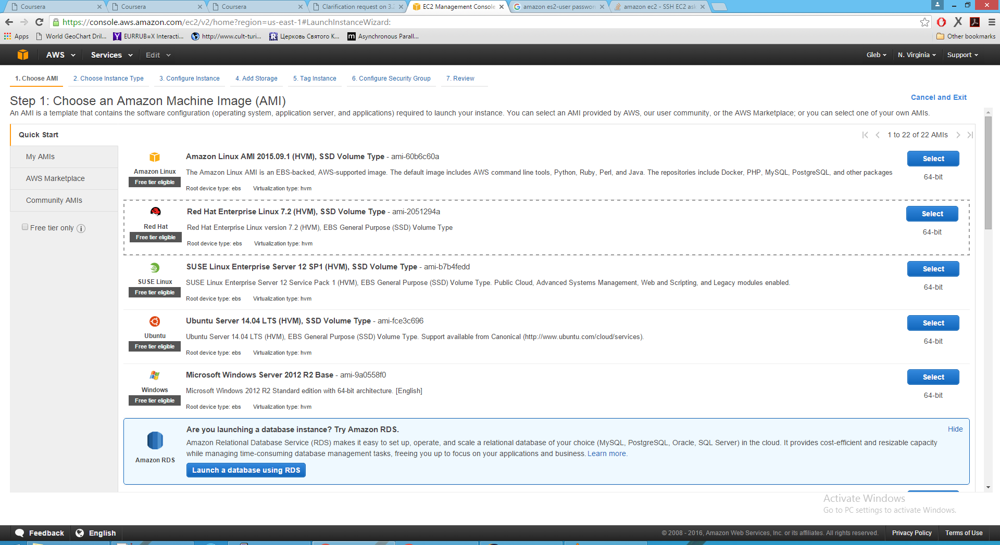 Coursera
Coursera
Coursera
Clarification request on 3.
EC2 Management Console
amazon es2-user passwor
amazon ec2 - SSH EC2 ask
https://console.aws.amazon.com/ec2/v2/home?region=us-east-1#LaunchInstanceWizard:
Apps
World GeoChart Dril...
EURRUB=X Interacti...
http://www.cult-turi...
Церковь Святого К...
Asynchronous Parall...
Other bookmarks
AWS
Services
Edit
Gleb
N. Virginia
Support
1. Choose AMI
2. Choose Instance Type
3. Configure Instance
4. Add Storage
5. Tag Instance
6. Configure Security Group
7. Review
Step 1: Choose an Amazon Machine Image (AMI)
Cancel and Exit
An AMI is a template that contains the software configuration (operating system, application server, and applications) required to launch your instance. You can select an AMI provided by AWS, our user community, or the AWS Marketplace; or you can select one of your own AMIs.
Quick Start
My AMIs
AWS Marketplace
Community AMIs
Free tier only
1 to 22 of 22 AMIs
Amazon Linux
Free tier eligible
Amazon Linux AMI 2015.09.1 (HVM), SSD Volume Type - ami-60b6c60a
The Amazon Linux AMI is an EBS-backed, AWS-supported image. The default image includes AWS command line tools, Python, Ruby, Perl, and Java. The repositories include Docker, PHP, MySQL, PostgreSQL, and other packages
Root device type: ebs Virtualization type: hvm
Select
64-bit
Red Hat
Free tier eligible
Red Hat Enterprise Linux 7.2 (HVM), SSD Volume Type - ami-2051294a
Red Hat Enterprise Linux version 7.2 (HVM), EBS General Purpose (SSD) Volume Type
Root device type: ebs Virtualization type: hvm
Select
64-bit
SUSE Linux
Free tier eligible
SUSE Linux Enterprise Server 12 SP1 (HVM), SSD Volume Type - ami-b7b4fedd
SUSE Linux Enterprise Server 12 Service Pack 1 (HVM), EBS General Purpose (SSD) Volume Type. Public Cloud, Advanced Systems Management, Web and Scripting, and Legacy modules enabled.
Root device type: ebs Virtualization type: hvm
Select
64-bit
Ubuntu
Free tier eligible
Ubuntu Server 14.04 LTS (HVM), SSD Volume Type - ami-fce3c696
Ubuntu Server 14.04 LTS (HVM), EBS General Purpose (SSD) Volume Type. Support available from Canonical (http://www.ubuntu.com/cloud/services).
Root device type: ebs Virtualization type: hvm
Select
64-bit
Windows
Free tier eligible
Microsoft Windows Server 2012 R2 Base - ami-9a0558f0
Microsoft Windows 2012 R2 Standard edition with 64-bit architecture. [English]
Root device type: ebs Virtualization type: hvm
Select
64-bit
Amazon RDS
Are you launching a database instance? Try Amazon RDS.
Hide
Amazon Relational Database Service (RDS) makes it easy to set up, operate, and scale a relational database of your choice (MySQL, PostgreSQL, Oracle, SQL Server) in the cloud. It provides cost-efficient and resizable capacity
while managing time-consuming database management tasks, freeing you up to focus on your applications and business. Learn more.
Launch a database using RDS
Activate Windows
Go to PC settings to activate Windows.
Feedback
English
© 2008 - 2016, Amazon Web Services, Inc. or its affiliates. All rights reserved.
Privacy Policy
Terms of Use